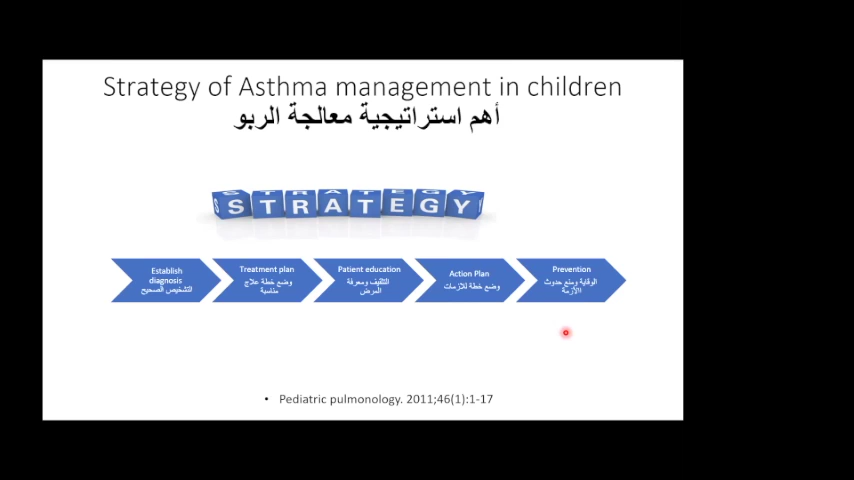 Strategy of Asthma management in children
أهم استراتيجية معالجة الربو
STRATEGY
STRATEGY
Establish
diagnosis
التشخيص الصحيح
Treatment plan
وضع خطة علاج
مناسبة
Patient education
التثقيف ومعرفة
المرض
Action Plan
وضع خطة للازمات
Prevention
الوقاية ومنع حدوث
الأزمة
• Pediatric pulmonology. 2011;46(1):1-17